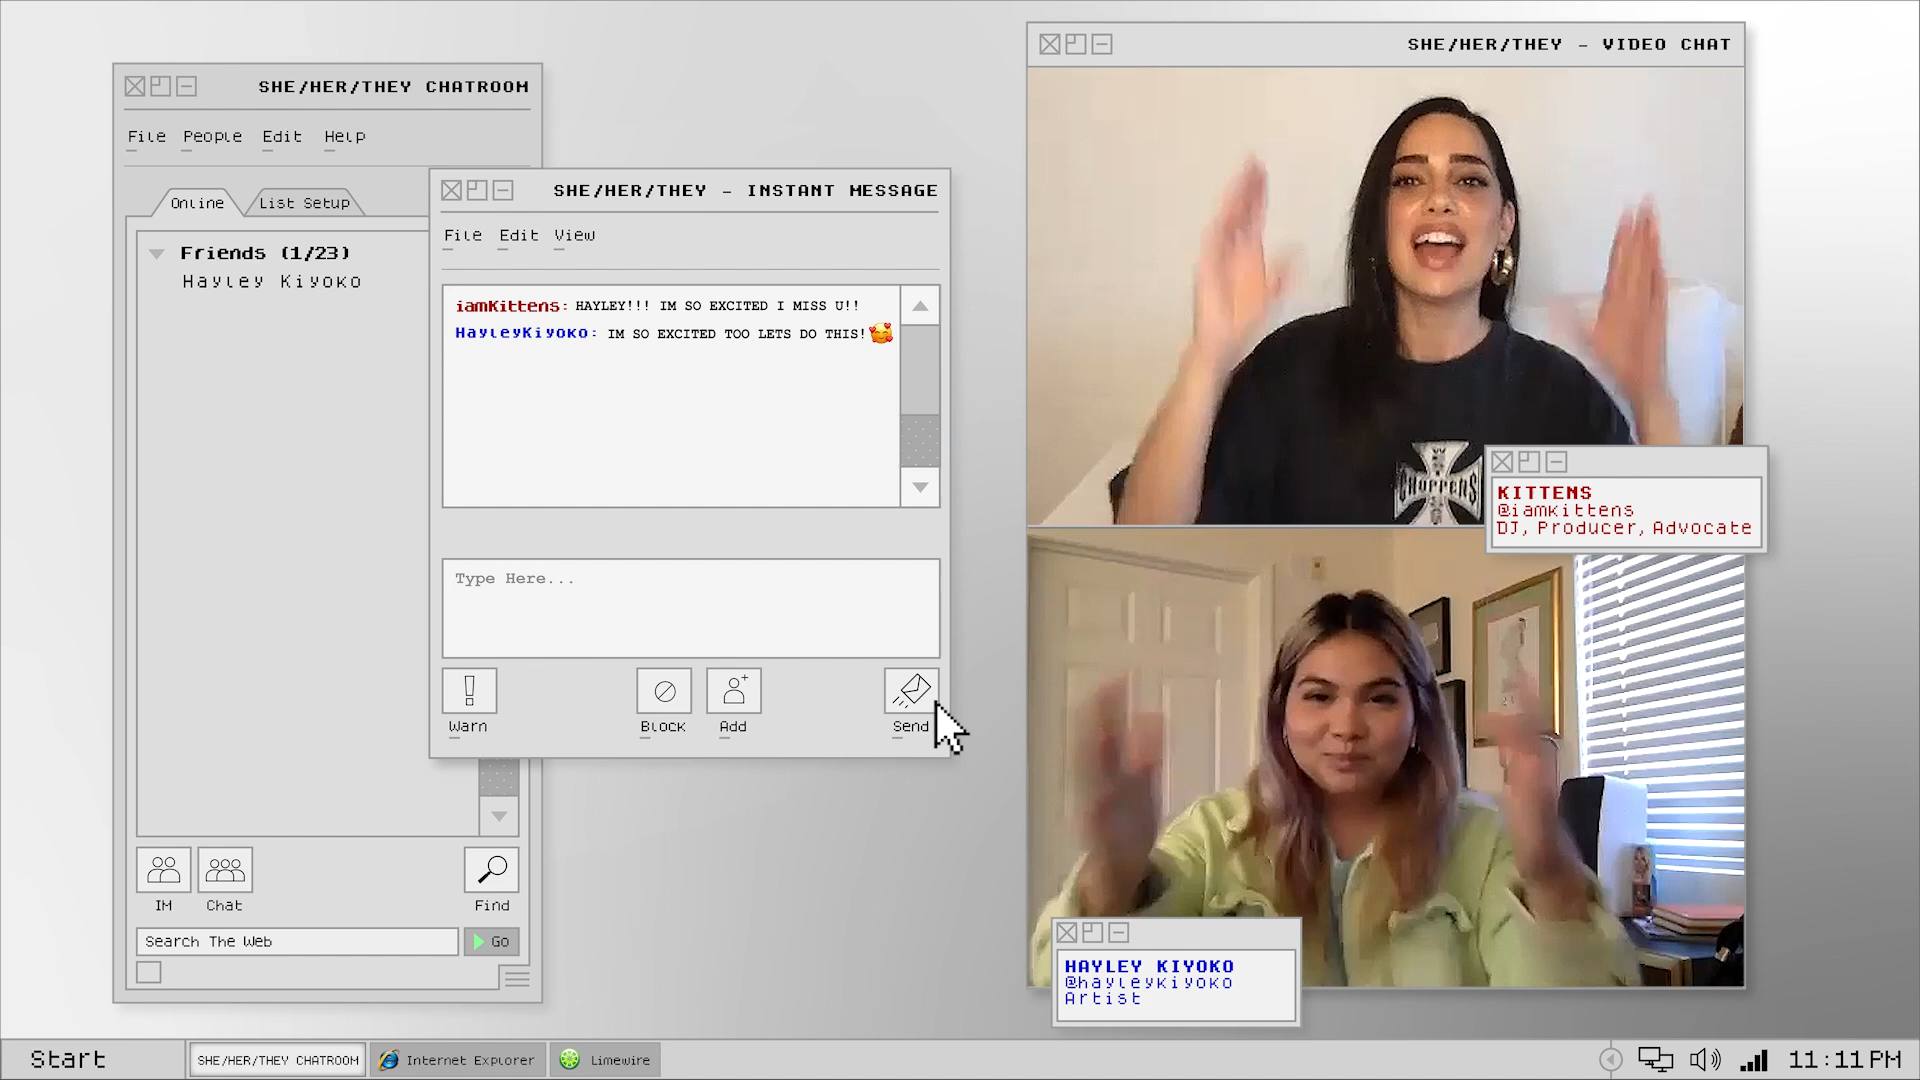 SHE/HER/THEY CHATROOM
File People Edit Help
Online List Setup
Friends (1/23)
Hayley Kiyoko
IM Chat Find
Search The Web Go
SHE/HER/THEY - INSTANT MESSAGE
File Edit View
iamKittens: HAYLEY!!! IM SO EXCITED I MISS U!!
HayleyKiyoko: IM SO EXCITED TOO LETS DO THIS!🥰
Type Here...
Warn Block Add Send
SHE/HER/THEY - VIDEO CHAT
CHOPPERS
KITTENS
@iamkittens
DJ, Producer, Advocate
HAYLEY KIYOKO
@hayleykiyoko
Artist
Start SHE/HER/THEY CHATROOM Internet Explorer Limewire 11:11 PM